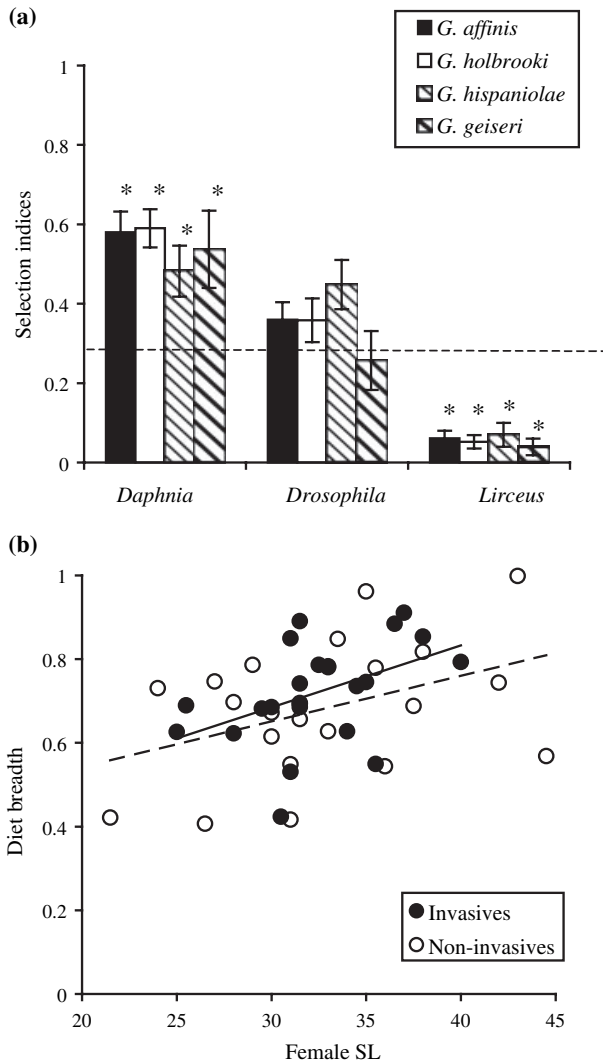 (a)
G. affinis
G. holbrooki
G. hispaniolae
G. geiseri
1
0.8
0.6
0.4
0.2
0
Selection indices
* * * *
* * * *
Daphnia Drosophila Lirceus
(b)
1
0.8
0.6
0.4
0.2
0
Diet breadth
Invasives
Non-invasives
20 25 30 35 40 45
Female SL